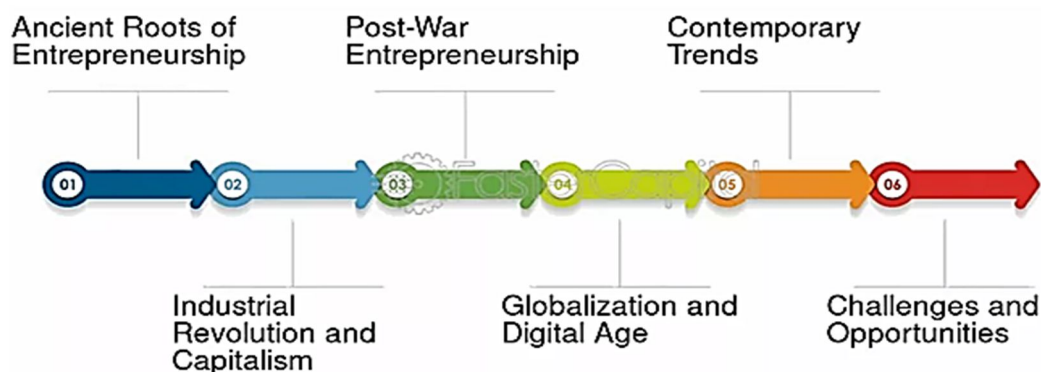 Ancient Roots of
Entrepreneurship
Post-War
Entrepreneurship
Contemporary
Trends
01
02
03
04
05
06
Industrial
Revolution and
Capitalism
Globalization and
Digital Age
Challenges and
Opportunities